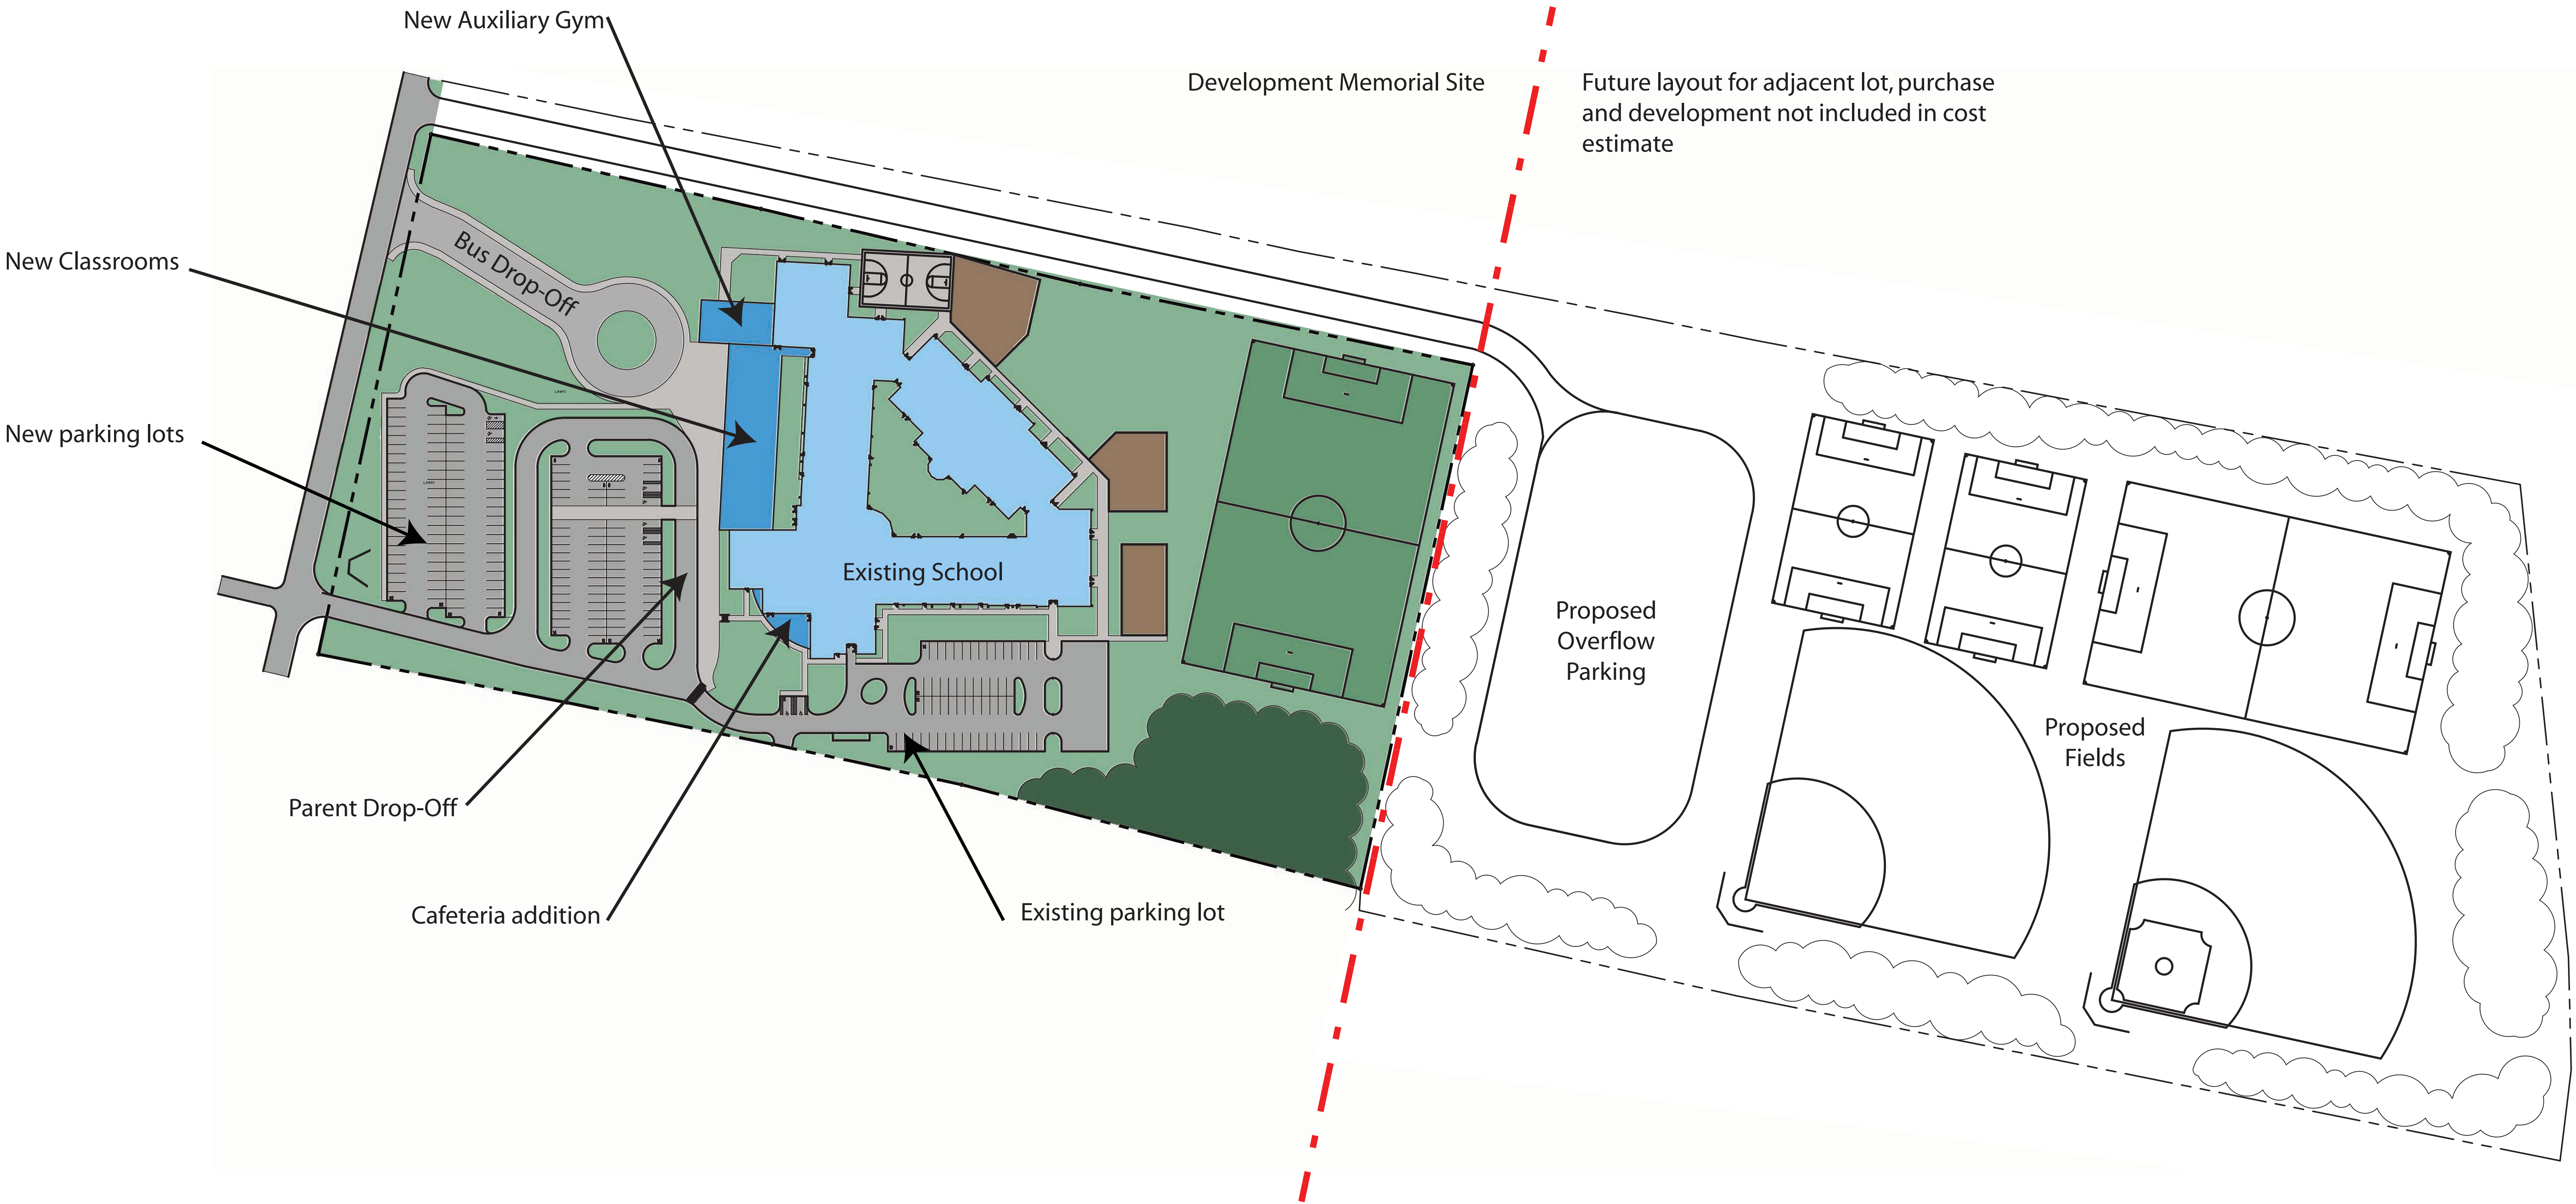 New Auxiliary Gym
Development Memorial Site
Future layout for adjacent lot, purchase
and development not included in cost
estimate
New Classrooms
Bus Drop-Off
New parking lots
Existing School
Proposed
Overflow
Parking
Proposed
Fields
Parent Drop-Off
Cafeteria addition
Existing parking lot